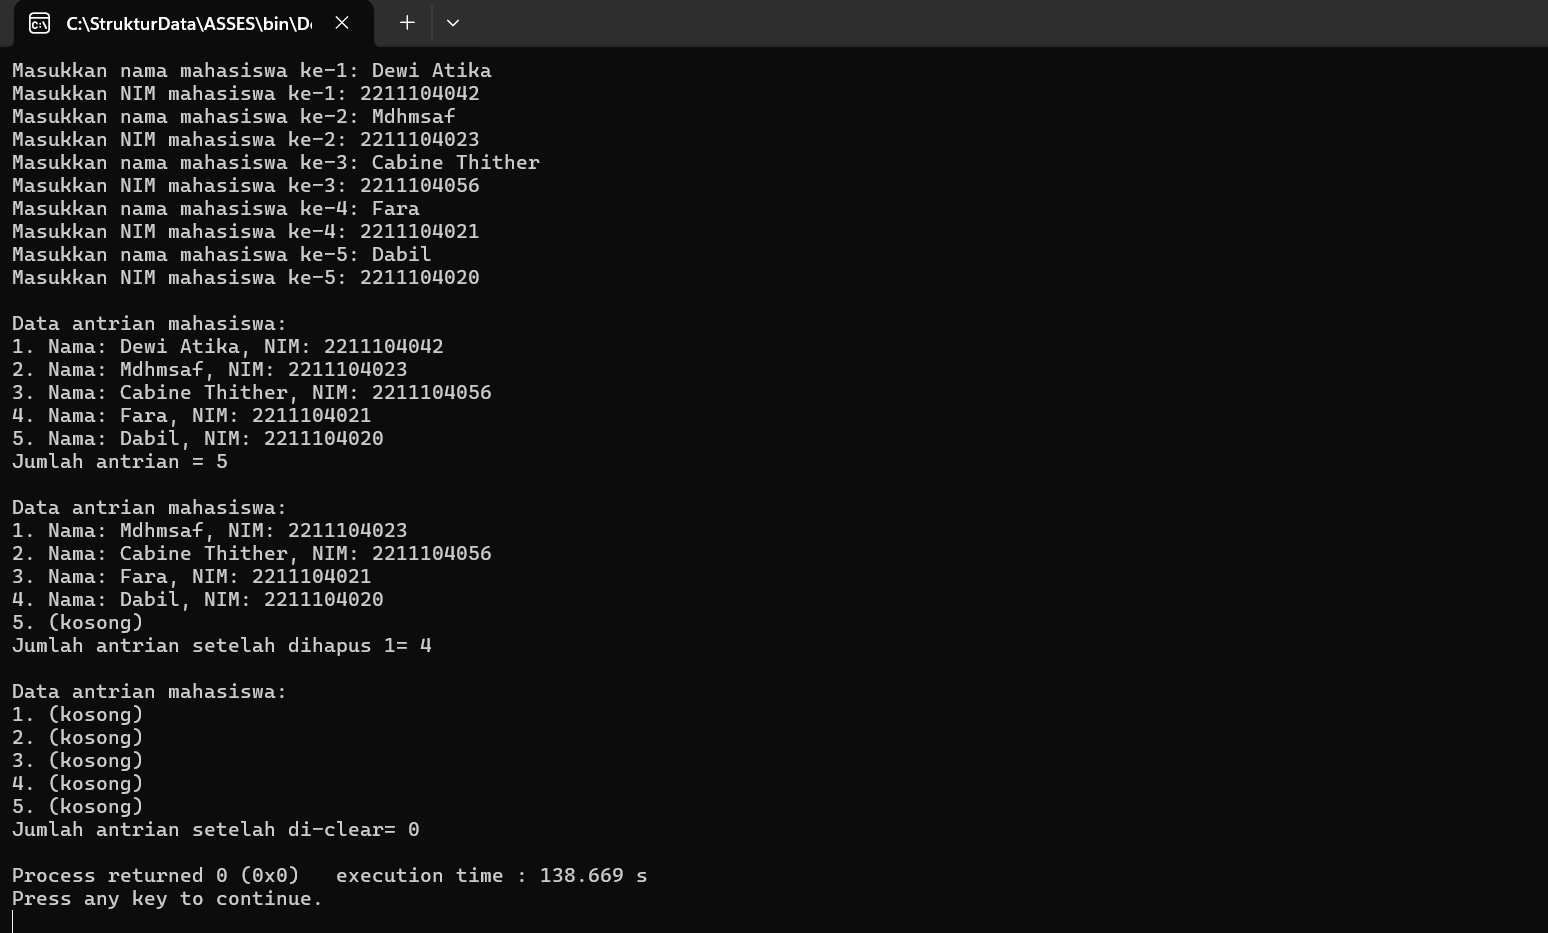 C:\StrukturData\ASSES\bin\De
Masukkan nama mahasiswa ke-1: Dewi Atika
Masukkan NIM mahasiswa ke-1: 2211104042
Masukkan nama mahasiswa ke-2: Mdhmsaf
Masukkan NIM mahasiswa ke-2: 2211104023
Masukkan nama mahasiswa ke-3: Cabine Thither
Masukkan NIM mahasiswa ke-3: 2211104056
Masukkan nama mahasiswa ke-4: Fara
Masukkan NIM mahasiswa ke-4: 2211104021
Masukkan nama mahasiswa ke-5: Dabil
Masukkan NIM mahasiswa ke-5: 2211104020
Data antrian mahasiswa:
1. Nama: Dewi Atika, NIM: 2211104042
2. Nama: Mdhmsaf, NIM: 2211104023
3. Nama: Cabine Thither, NIM: 2211104056
4. Nama: Fara, NIM: 2211104021
5. Nama: Dabil, NIM: 2211104020
Jumlah antrian = 5
Data antrian mahasiswa:
1. Nama: Mdhmsaf, NIM: 2211104023
2. Nama: Cabine Thither, NIM: 2211104056
3. Nama: Fara, NIM: 2211104021
4. Nama: Dabil, NIM: 2211104020
5. (kosong)
Jumlah antrian setelah dihapus 1= 4
Data antrian mahasiswa:
1. (kosong)
2. (kosong)
3. (kosong)
4. (kosong)
5. (kosong)
Jumlah antrian setelah di-clear= 0
Process returned 0 (0x0)   execution time : 138.669 s
Press any key to continue.